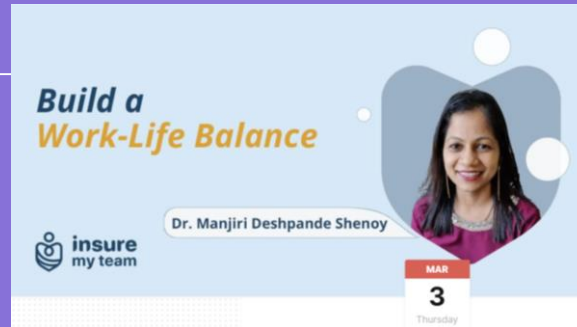 Build a
Work-Life Balance
Dr. Manjiri Deshpande Shenoy
insure
my team
MAR
3
Thursday